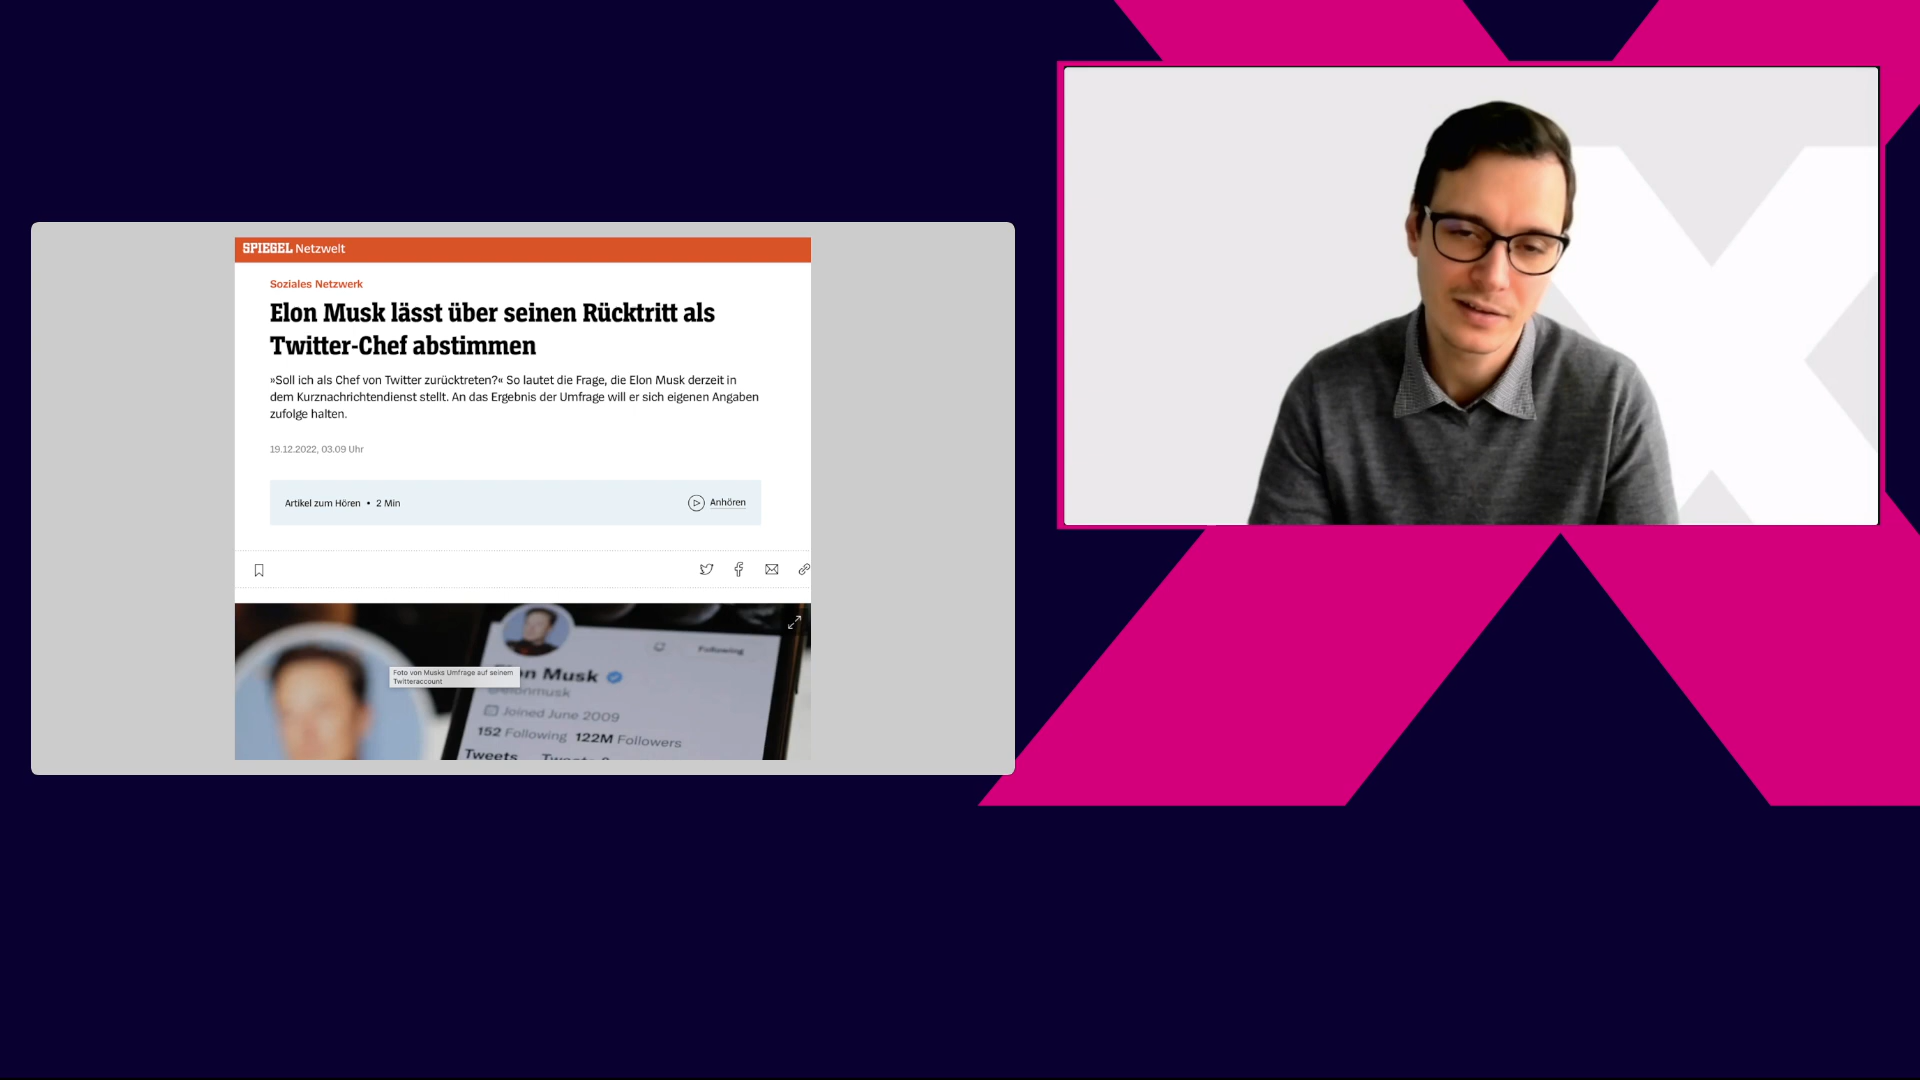 SPIEGEL Netzwelt
Soziales Netzwerk
Elon Musk lässt über seinen Rücktritt als
Twitter-Chef abstimmen
»Soll ich als Chef von Twitter zurücktreten?« So lautet die Frage, die Elon Musk derzeit in
dem Kurznachrichtendienst stellt. An das Ergebnis der Umfrage will er sich eigenen Angaben
zufolge halten.
19.12.2022, 03.09 Uhr
Artikel zum Hören • 2 Min
Anhören
Following
Foto von Musks Umfrage auf seinem
Twitteraccount
on Musk
@elonmusk
Joined June 2009
152 Following 122M Followers
Tweets